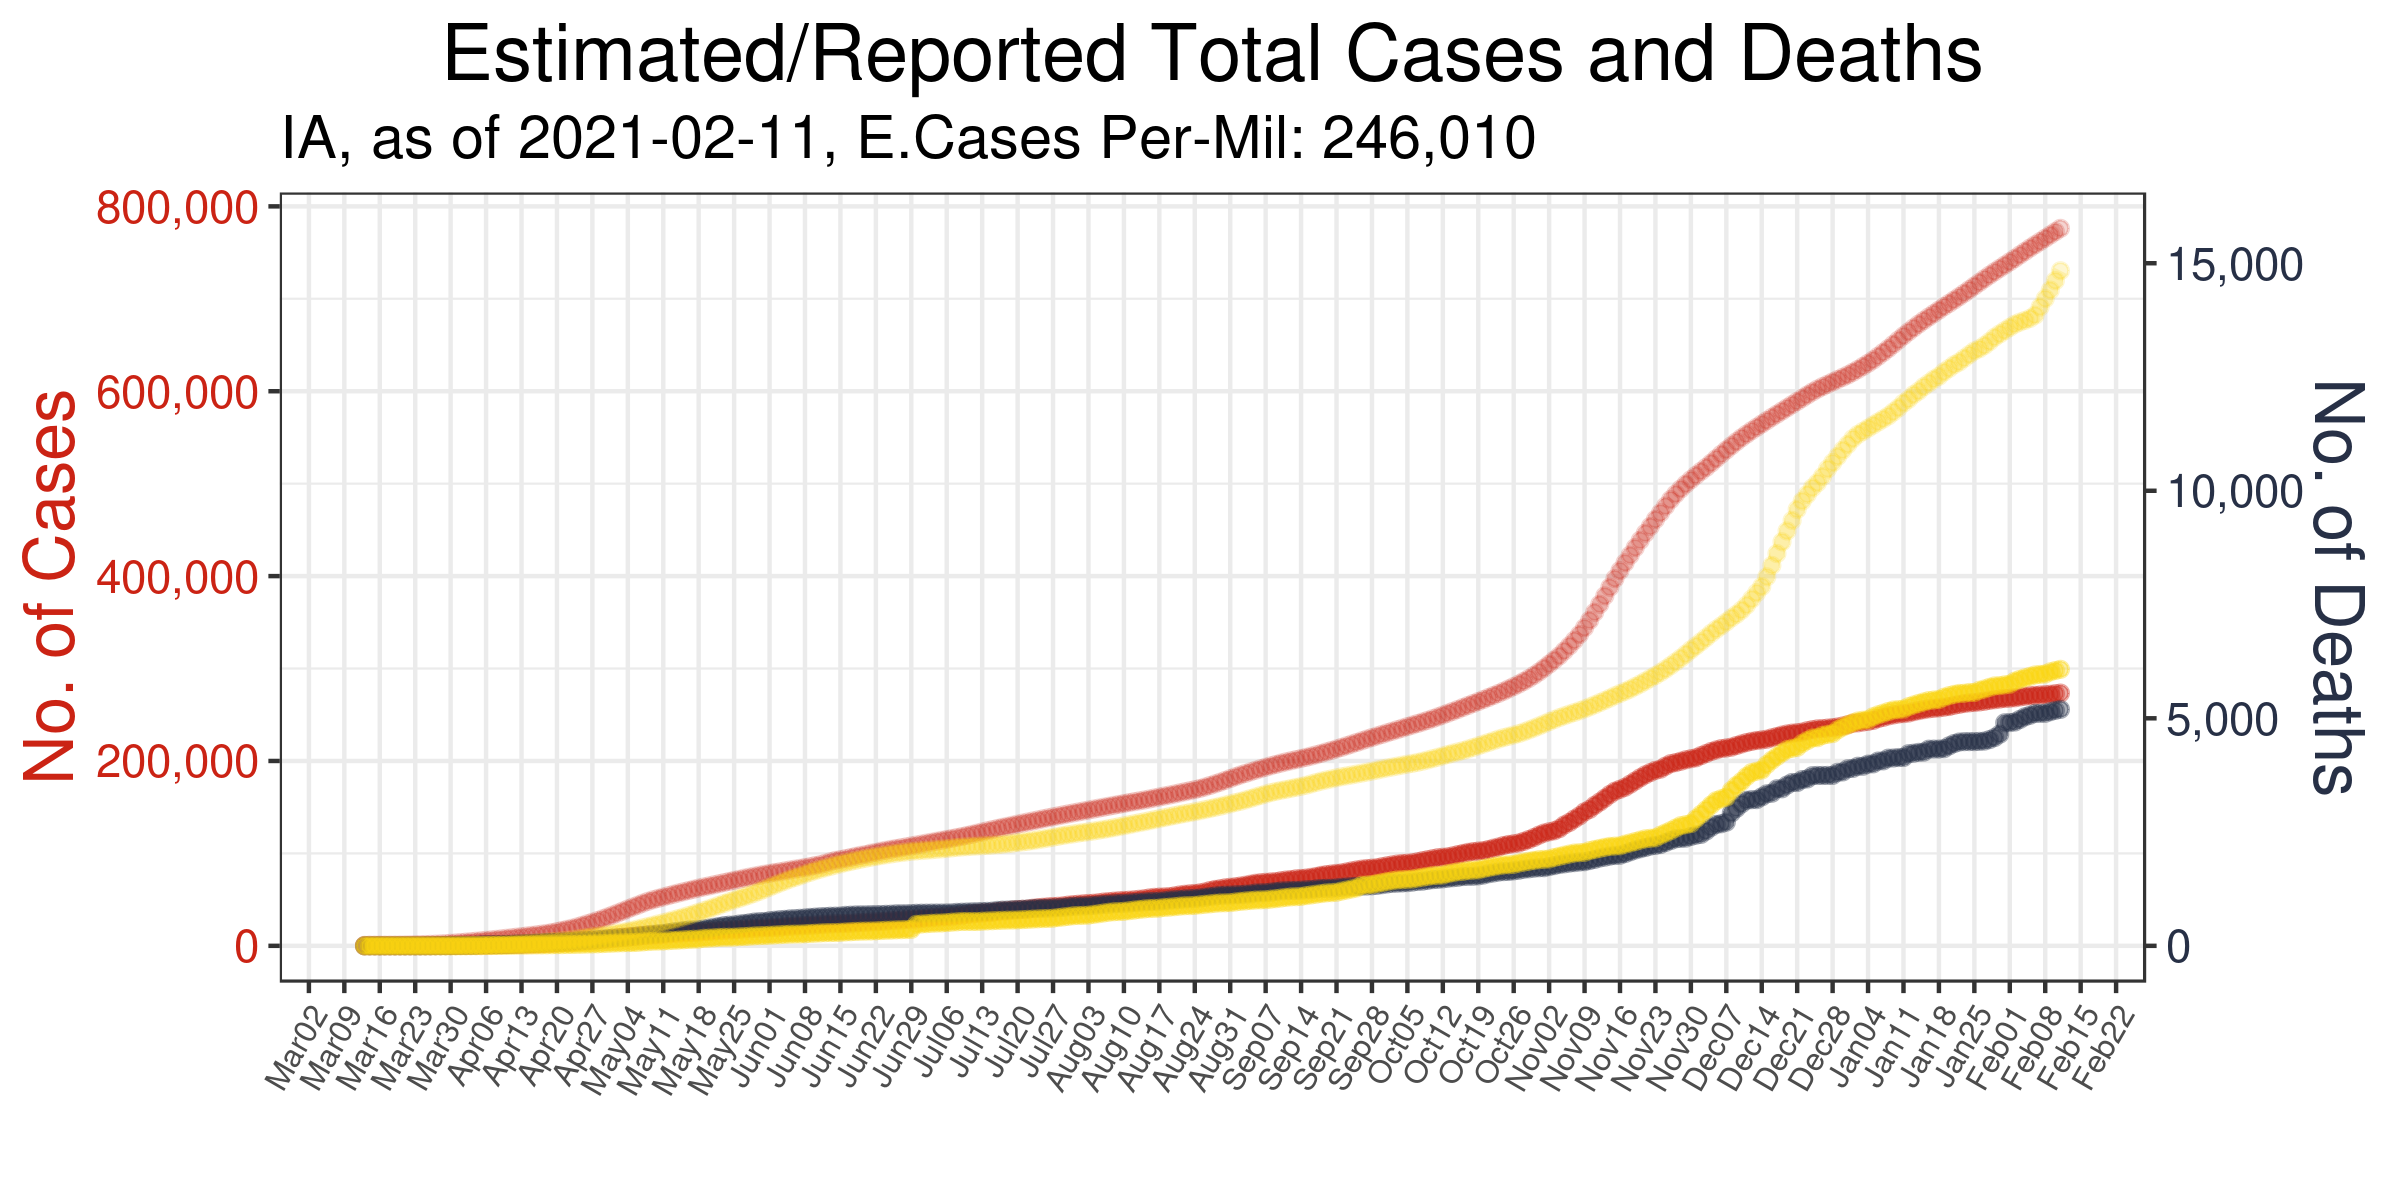 Estimated/Reported Total Cases and Deaths
IA, as of 2021-02-11, E.Cases Per-Mil: 246,010
No. of Cases
800,000
600,000
400,000
200,000
0
15,000
10,000
5,000
0
No. of Deaths
Mar02
Mar09
Mar16
Mar23
Mar30
Apr06
Apr13
Apr20
Apr27
May04
May11
May18
May25
Jun01
Jun08
Jun15
Jun22
Jun29
Jul06
Jul13
Jul20
Jul27
Aug03
Aug10
Aug17
Aug24
Aug31
Sep07
Sep14
Sep21
Sep28
Oct05
Oct12
Oct19
Oct26
Nov02
Nov09
Nov16
Nov23
Nov30
Dec07
Dec14
Dec21
Dec28
Jan04
Jan11
Jan18
Jan25
Feb01
Feb08
Feb15
Feb22